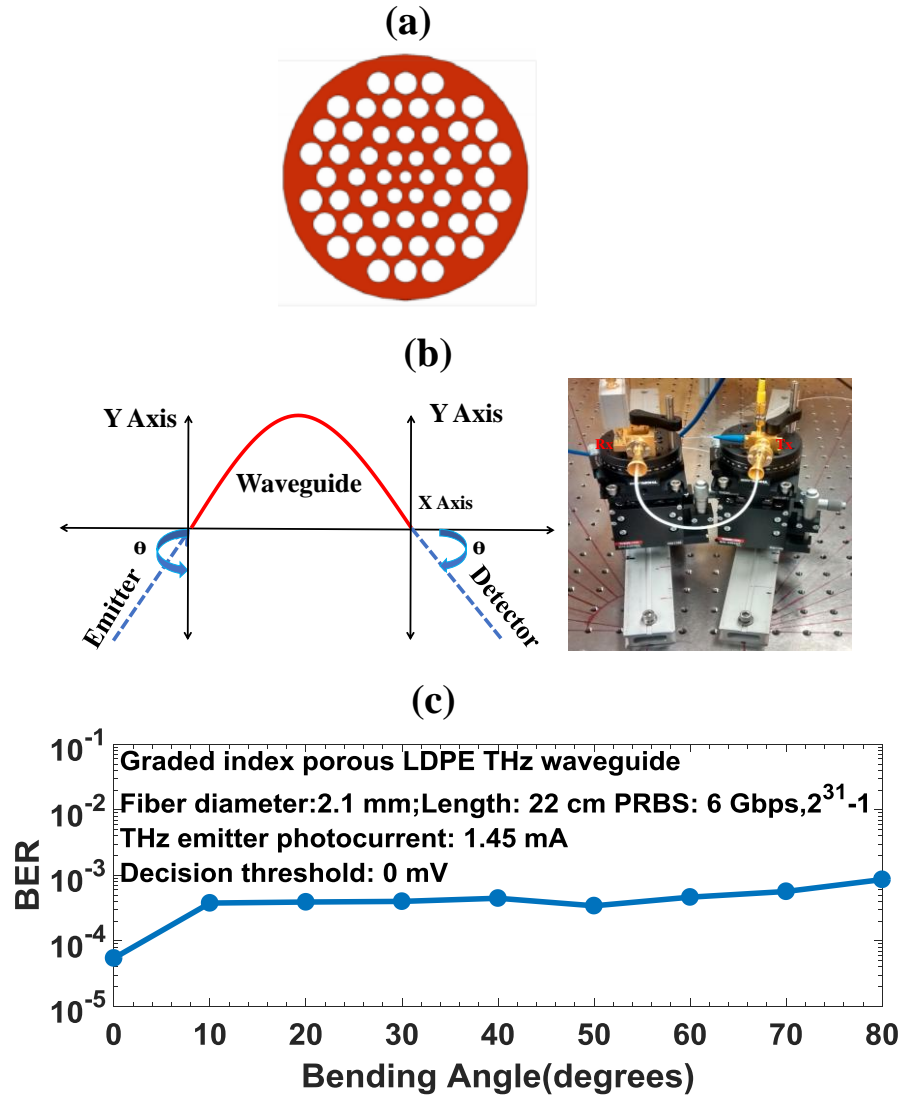 (a)
(b)
Y Axis
Y Axis
Waveguide
X Axis
θ
θ
Emitter
Detector
Rx
Tx
(c)
Graded index porous LDPE THz waveguide
Fiber diameter:2.1 mm;Length: 22 cm PRBS: 6 Gbps,2^31-1
THz emitter photocurrent: 1.45 mA
Decision threshold: 0 mV
BER
10^-1
10^-2
10^-3
10^-4
10^-5
0 10 20 30 40 50 60 70 80
Bending Angle(degrees)